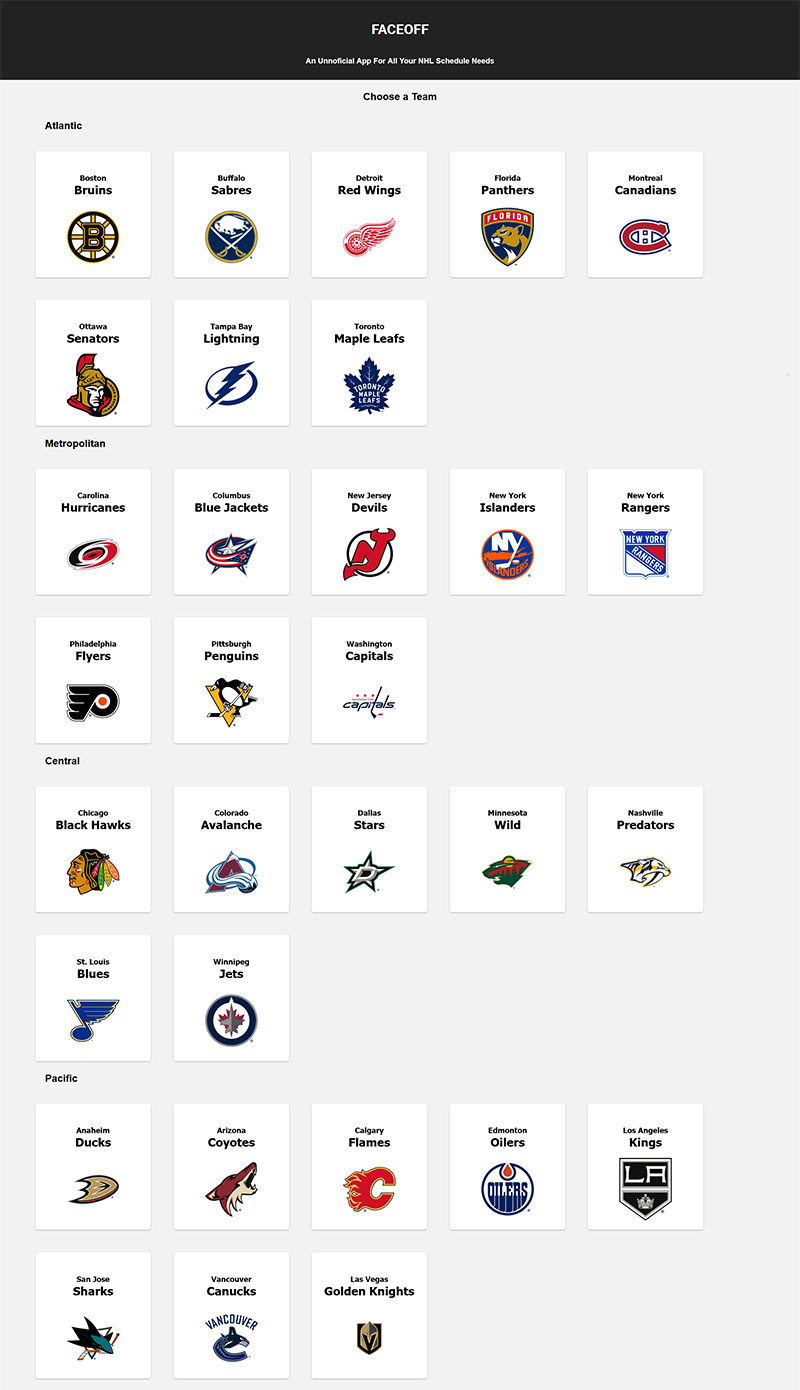 FACEOFF
An Unnoficial App For All Your NHL Schedule Needs
Choose a Team
Atlantic
Boston
Bruins
B
Buffalo
Sabres
Detroit
Red Wings
Florida
Panthers
FLORIDA
Montreal
Canadians
CH
Ottawa
Senators
Tampa Bay
Lightning
Toronto
Maple Leafs
TORONTO
MAPLE
LEAFS
Metropolitan
Carolina
Hurricanes
Columbus
Blue Jackets
New Jersey
Devils
NJ
New York
Islanders
NY
ISLANDERS
New York
Rangers
NEW YORK
RANGERS
Philadelphia
Flyers
Pittsburgh
Penguins
Washington
Capitals
capitals
Central
Chicago
Black Hawks
Colorado
Avalanche
Dallas
Stars
D
Minnesota
Wild
Nashville
Predators
St. Louis
Blues
Winnipeg
Jets
Pacific
Anaheim
Ducks
Arizona
Coyotes
Calgary
Flames
C
Edmonton
Oilers
OILERS
Los Angeles
Kings
LA
San Jose
Sharks
Vancouver
Canucks
VANCOUVER
Las Vegas
Golden Knights